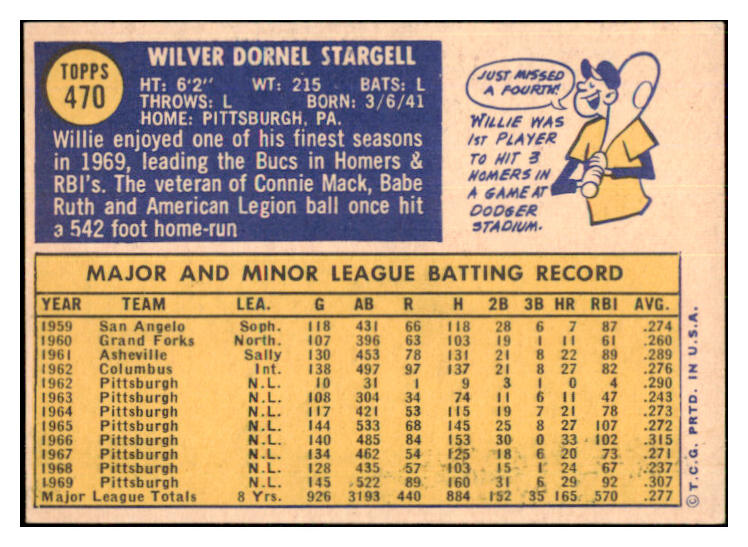 TOPPS
470
WILVER DORNEL STARGELL
HT: 6'2" WT: 215 BATS: L
THROWS: L BORN: 3/6/41
HOME: PITTSBURGH, PA.
Willie enjoyed one of his finest seasons
in 1969, leading the Bucs in Homers &
RBI's. The veteran of Connie Mack, Babe
Ruth and American Legion ball once hit
a 542 foot home-run
JUST MISSED
A FOURTH!
WILLIE WAS
1ST PLAYER
TO HIT 3
HOMERS IN
A GAME AT
DODGER
STADIUM.
MAJOR AND MINOR LEAGUE BATTING RECORD
YEAR TEAM LEA. G AB R H 2B 3B HR RBI AVG.
1959 San Angelo Soph. 118 431 66 118 28 6 7 87 .274
1960 Grand Forks North. 107 396 63 103 19 1 11 61 .260
1961 Asheville Sally 130 453 78 131 21 8 22 89 .289
1962 Columbus Int. 138 497 97 137 21 8 27 82 .276
1962 Pittsburgh N.L. 10 31 1 9 3 1 0 4 .290
1963 Pittsburgh N.L. 108 304 34 74 11 6 11 47 .243
1964 Pittsburgh N.L. 117 421 53 115 19 7 21 78 .273
1965 Pittsburgh N.L. 144 533 68 145 25 8 27 107 .272
1966 Pittsburgh N.L. 140 485 84 153 30 0 33 102 .315
1967 Pittsburgh N.L. 134 462 54 125 18 6 20 73 .271
1968 Pittsburgh N.L. 128 435 57 103 15 1 24 67 .237
1969 Pittsburgh N.L. 145 522 89 160 31 6 29 92 .307
Major League Totals 8 Yrs. 926 3193 440 884 152 35 165 570 .277
© T.C.G. PRTD. IN U.S.A.